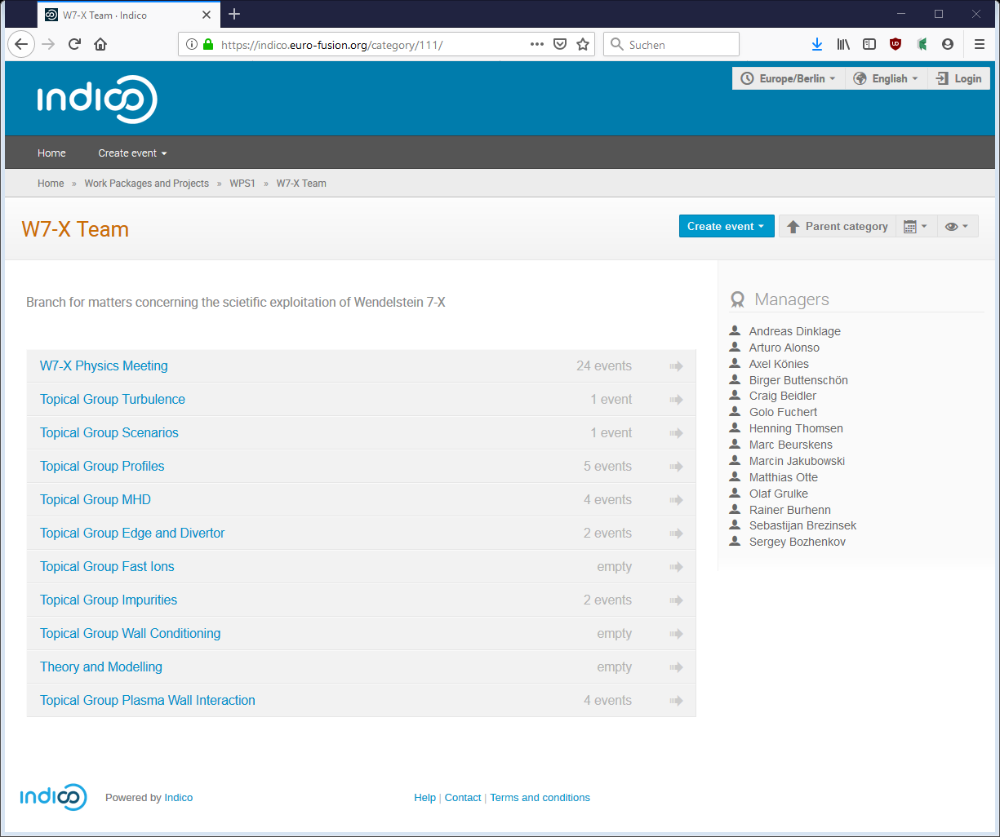 W7-X Team · Indico
https://indico.euro-fusion.org/category/111/
Suchen
indico
Europe/Berlin
English
Login
Home
Create event
Home » Work Packages and Projects » WPS1 » W7-X Team
W7-X Team
Create event
Parent category
Branch for matters concerning the scietific exploitation of Wendelstein 7-X
W7-X Physics Meeting 24 events
Topical Group Turbulence 1 event
Topical Group Scenarios 1 event
Topical Group Profiles 5 events
Topical Group MHD 4 events
Topical Group Edge and Divertor 2 events
Topical Group Fast Ions empty
Topical Group Impurities 2 events
Topical Group Wall Conditioning empty
Theory and Modelling empty
Topical Group Plasma Wall Interaction 4 events
Managers
Andreas Dinklage
Arturo Alonso
Axel Könies
Birger Buttenschön
Craig Beidler
Golo Fuchert
Henning Thomsen
Marc Beurskens
Marcin Jakubowski
Matthias Otte
Olaf Grulke
Rainer Burhenn
Sebastijan Brezinsek
Sergey Bozhenkov
indico
Powered by Indico
Help | Contact | Terms and conditions